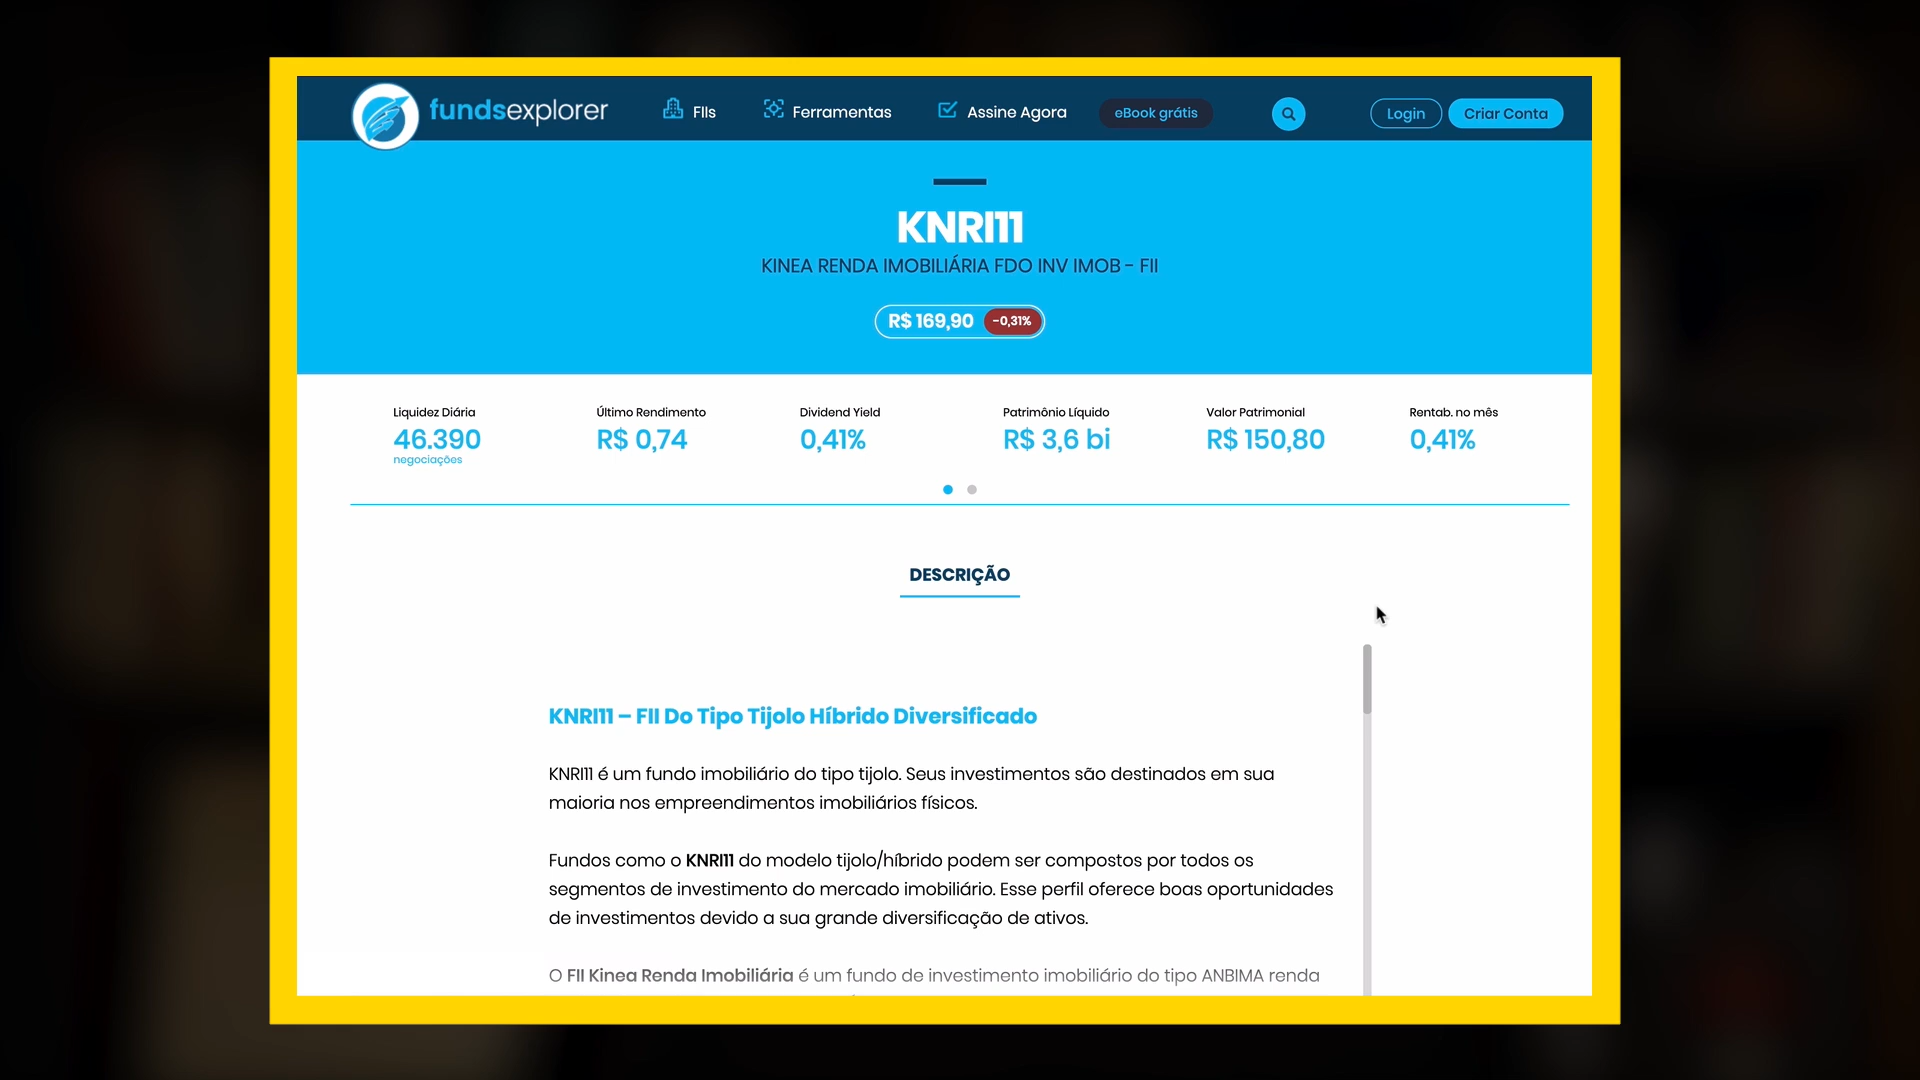 fundsexplorer
FIIs
Ferramentas
Assine Agora
eBook grátis
Login
Criar Conta
KNRI11
KINEA RENDA IMOBILIÁRIA FDO INV IMOB - FII
R$ 169,90 -0,31%
Liquidez Diária
46.390
negociações
Último Rendimento
R$ 0,74
Dividend Yield
0,41%
Patrimônio Líquido
R$ 3,6 bi
Valor Patrimonial
R$ 150,80
Rentab. no mês
0,41%
DESCRIÇÃO
KNRI11 – FII Do Tipo Tijolo Híbrido Diversificado
KNRI11 é um fundo imobiliário do tipo tijolo. Seus investimentos são destinados em sua
maioria nos empreendimentos imobiliários físicos.
Fundos como o KNRI11 do modelo tijolo/híbrido podem ser compostos por todos os
segmentos de investimento do mercado imobiliário. Esse perfil oferece boas oportunidades
de investimentos devido a sua grande diversificação de ativos.
O FII Kinea Renda Imobiliária é um fundo de investimento imobiliário do tipo ANBIMA renda